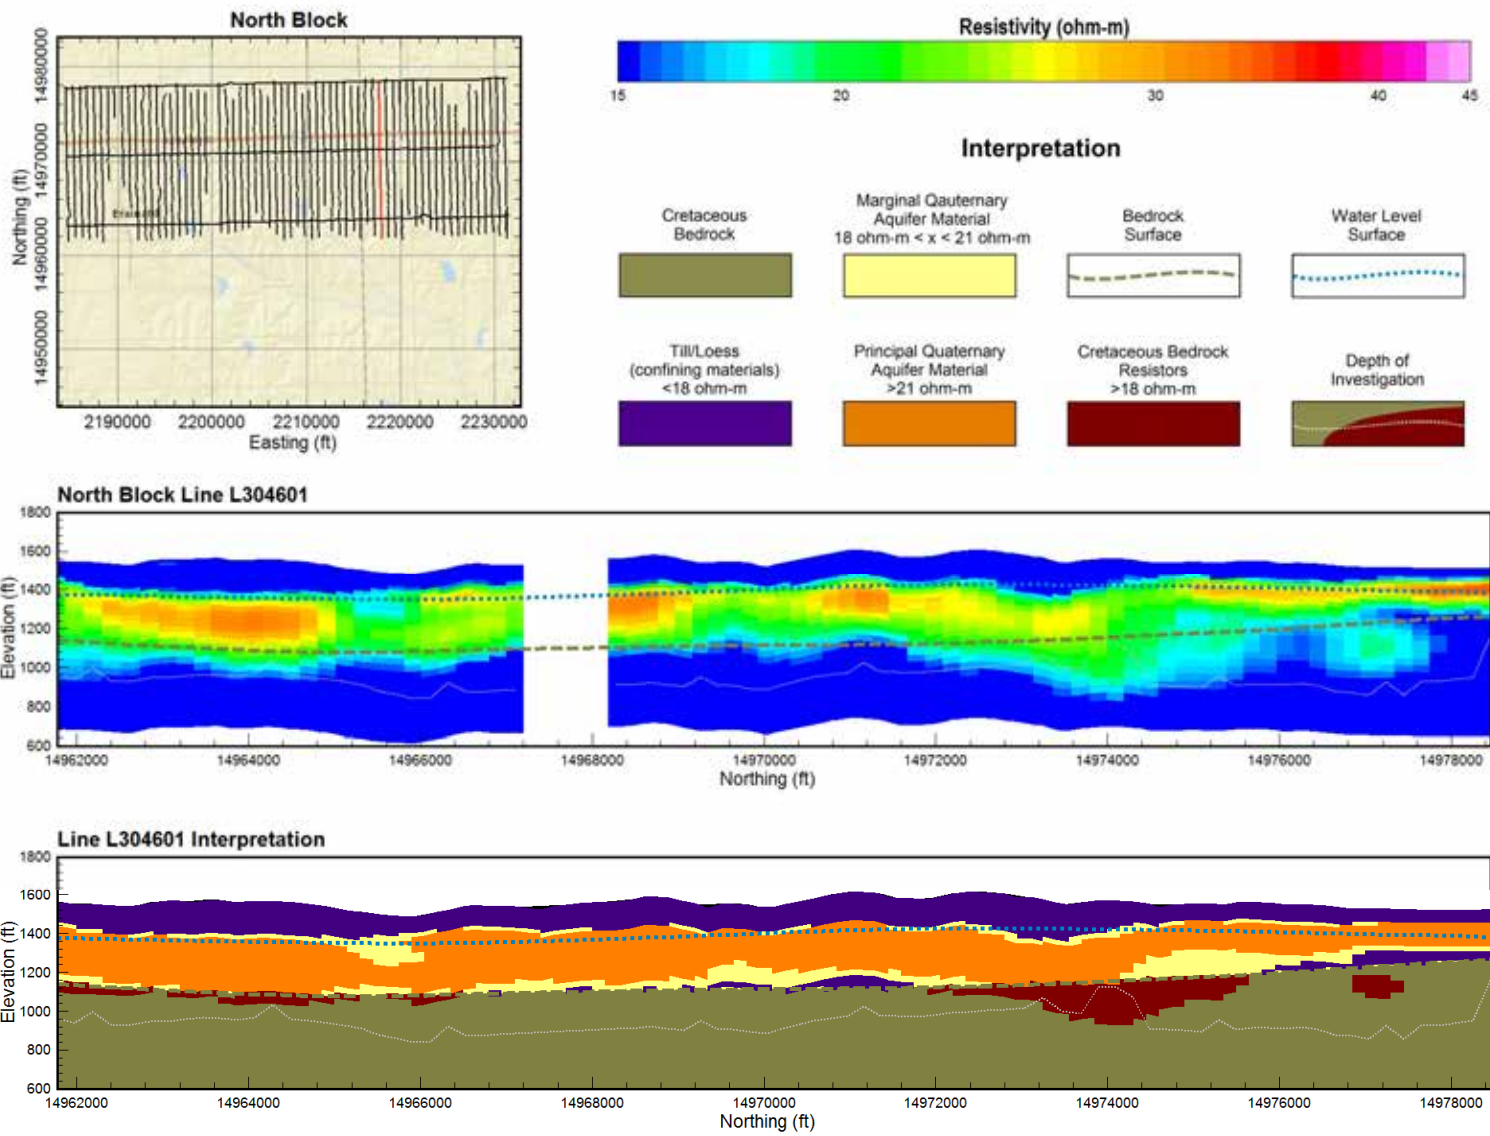 North Block
14980000
14970000
14960000
14950000
Northing (ft)
2190000 2200000 2210000 2220000 2230000
Easting (ft)
Resistivity (ohm-m)
15 20 30 40 45
Interpretation
Cretaceous
Bedrock
Marginal Qauternary
Aquifer Material
18 ohm-m < x < 21 ohm-m
Bedrock
Surface
Water Level
Surface
Till/Loess
(confining materials)
<18 ohm-m
Principal Quaternary
Aquifer Material
>21 ohm-m
Cretaceous Bedrock
Resistors
>18 ohm-m
Depth of
Investigation
North Block Line L304601
1800
1600
1400
1200
1000
800
600
Elevation (ft)
14962000 14964000 14966000 14968000 14970000 14972000 14974000 14976000 14978000
Northing (ft)
Line L304601 Interpretation
1800
1600
1400
1200
1000
800
600
Elevation (ft)
14962000 14964000 14966000 14968000 14970000 14972000 14974000 14976000 14978000
Northing (ft)